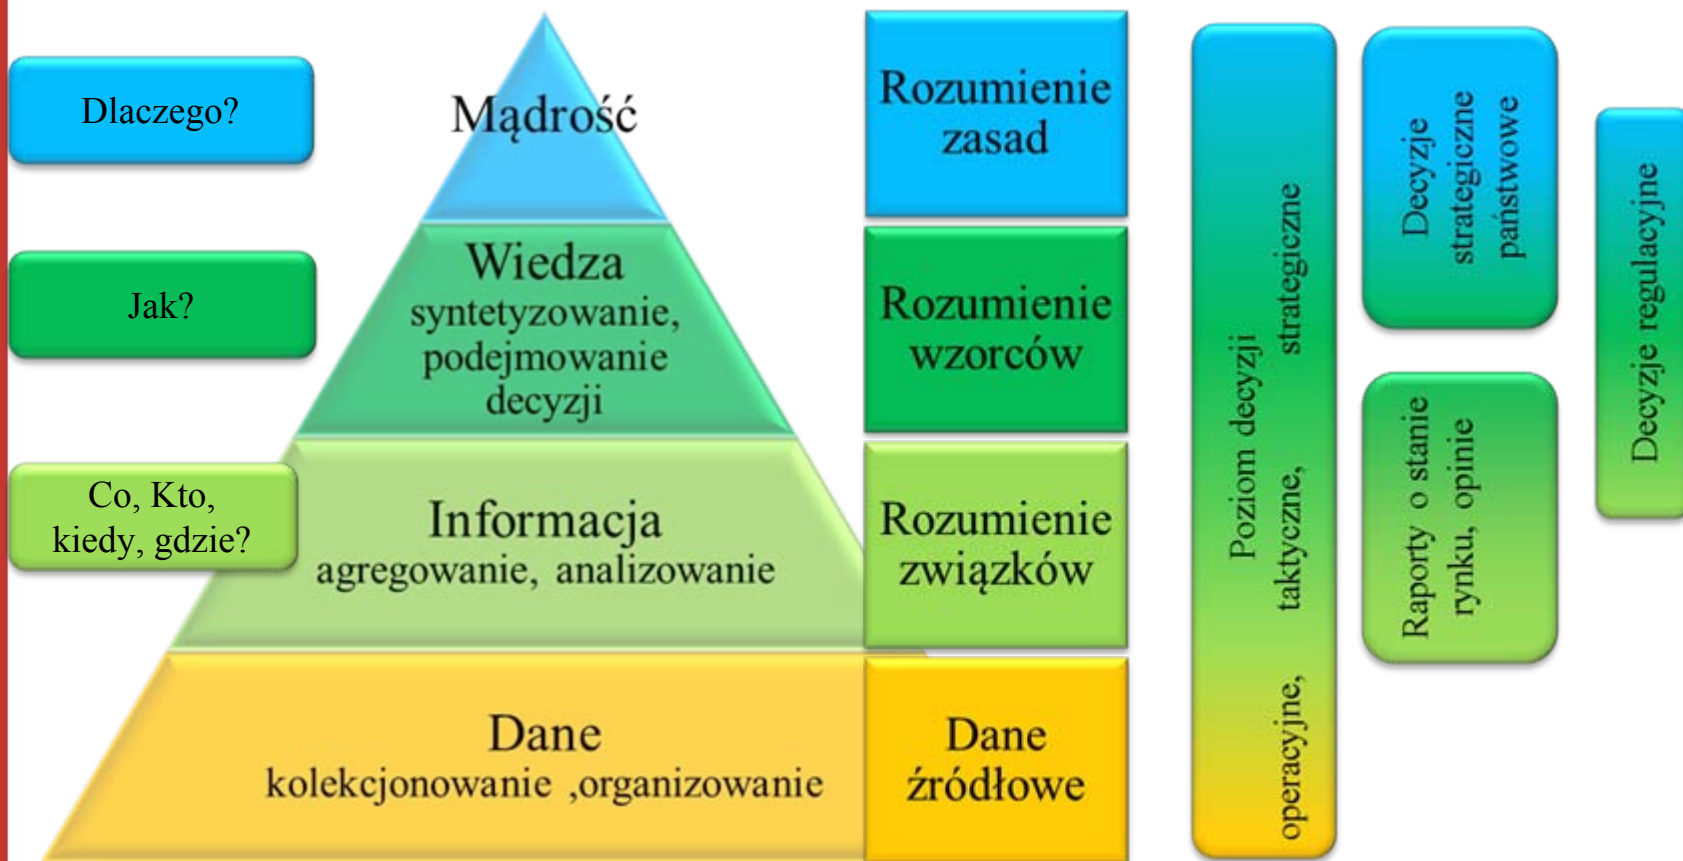 Dlaczego?
Mądrość
Rozumienie
zasad
Jak?
Wiedza
syntetyzowanie,
podejmowanie
decyzji
Rozumienie
wzorców
Co, Kto,
kiedy, gdzie?
Informacja
agregowanie, analizowanie
Rozumienie
związków
Dane
kolekcjonowanie ,organizowanie
Dane
źródłowe
Poziom decyzji
operacyjne, taktyczne, strategiczne
Decyzje
strategiczne
państwowe
Raporty o stanie
rynku, opinie
Decyzje regulacyjne